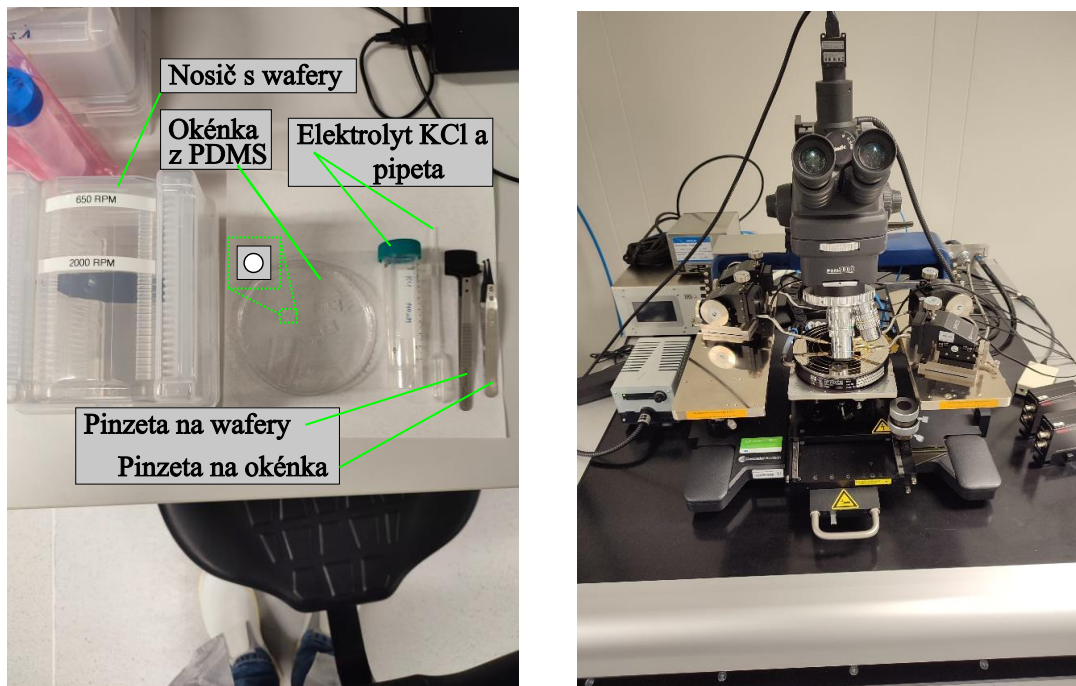 Nosič s wafery
Okénka
z PDMS
Elektrolyt KCl a
pipeta
650 RPM
2000 RPM
Pinzeta na wafery
Pinzeta na okénka